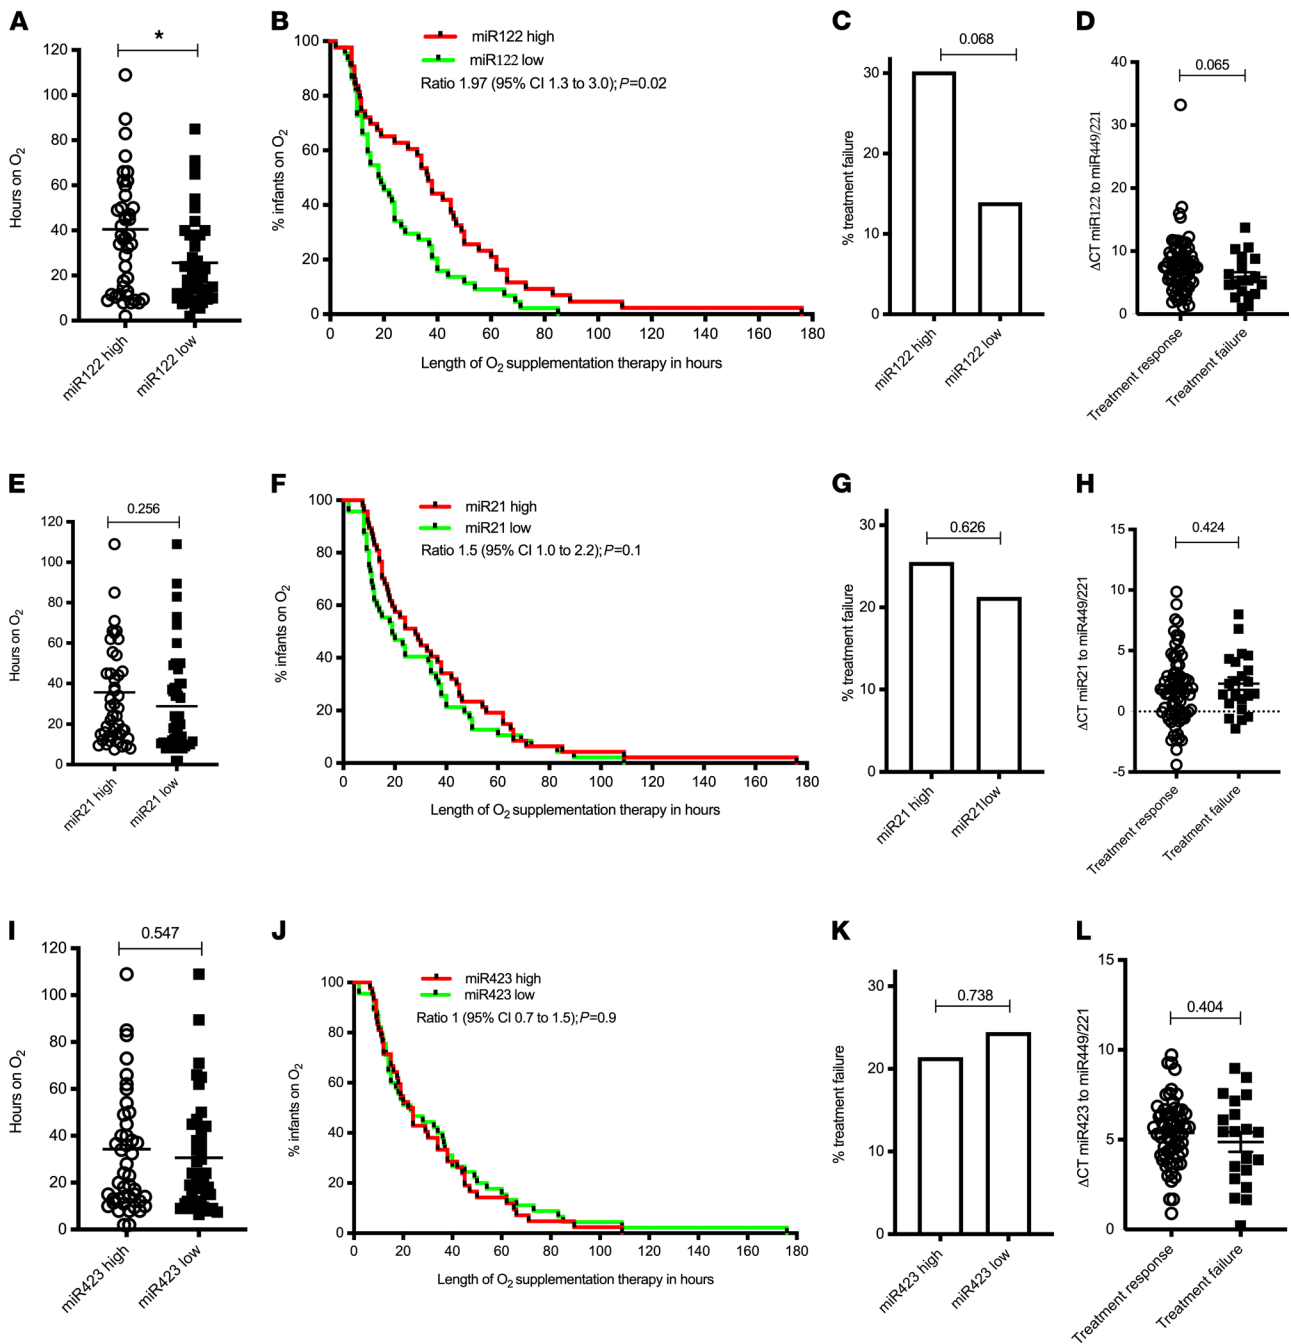 A
120
100
80
60
40
20
0
Hours on O2
*
miR122 high
miR122 low
B
100
80
60
40
20
0
% infants on O2
miR122 high
miR122 low
Ratio 1.97 (95% CI 1.3 to 3.0); P=0.02
0 20 40 60 80 100 120 140 160 180
Length of O2 supplementation therapy in hours
C
30
20
10
0
% treatment failure
0.068
miR122 high
miR122 low
D
40
30
20
10
0
ΔCT miR122 to miR449/221
0.065
Treatment response
Treatment failure
E
120
100
80
60
40
20
0
Hours on O2
0.256
miR21 high
miR21 low
F
100
80
60
40
20
0
% infants on O2
miR21 high
miR21 low
Ratio 1.5 (95% CI 1.0 to 2.2); P=0.1
0 20 40 60 80 100 120 140 160 180
Length of O2 supplementation therapy in hours
G
30
20
10
0
% treatment failure
0.626
miR21 high
miR21low
H
15
10
5
0
-5
ΔCT miR21 to miR449/221
0.424
Treatment response
Treatment failure
I
120
100
80
60
40
20
0
Hours on O2
0.547
miR423 high
miR423 low
J
100
80
60
40
20
0
% infants on O2
miR423 high
miR423 low
Ratio 1 (95% CI 0.7 to 1.5); P=0.9
0 20 40 60 80 100 120 140 160 180
Length of O2 supplementation therapy in hours
K
30
20
10
0
% treatment failure
0.738
miR423 high
miR423 low
L
15
10
5
0
ΔCT miR423 to miR449/221
0.404
Treatment response
Treatment failure